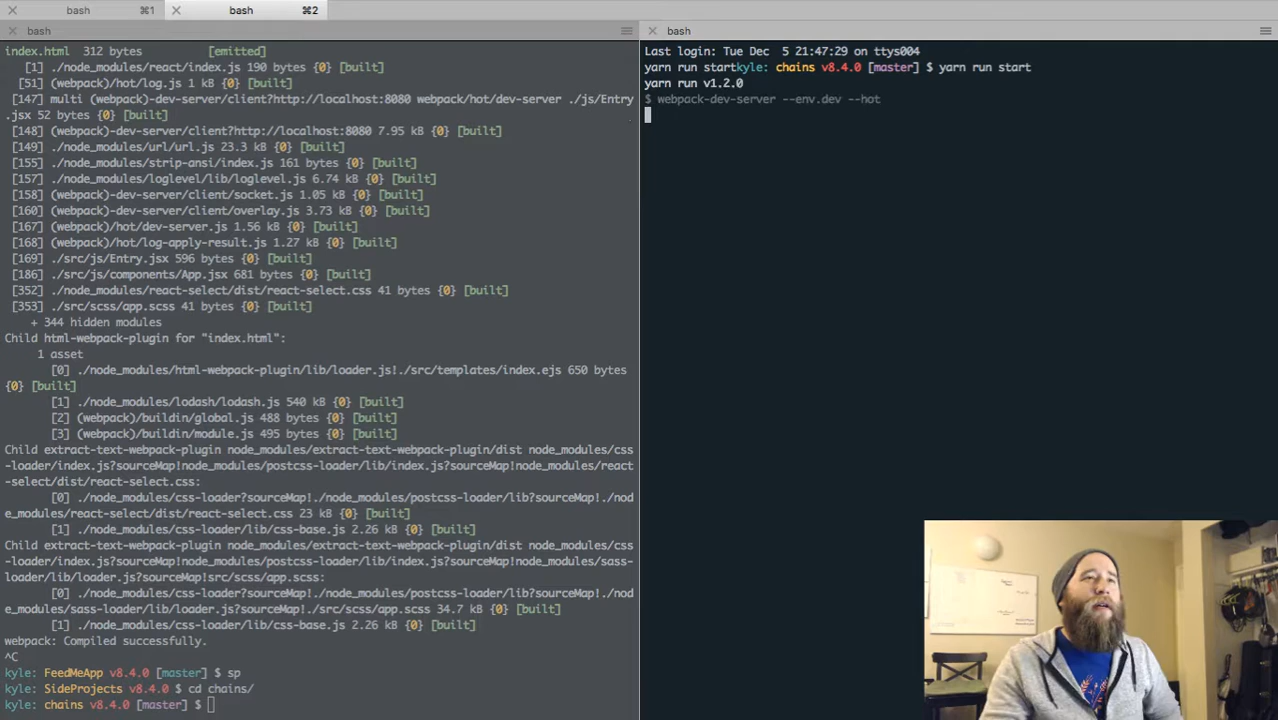 bash ⌘1 bash ⌘2
bash
index.html  312 bytes          [emitted]
[1] ./node_modules/react/index.js 190 bytes {0} [built]
[51] (webpack)/hot/log.js 1 kB {0} [built]
[147] multi (webpack)-dev-server/client?http://localhost:8080 webpack/hot/dev-server ./js/Entry
.jsx 52 bytes {0} [built]
[148] (webpack)-dev-server/client?http://localhost:8080 7.95 kB {0} [built]
[149] ./node_modules/url/url.js 23.3 kB {0} [built]
[155] ./node_modules/strip-ansi/index.js 161 bytes {0} [built]
[157] ./node_modules/loglevel/lib/loglevel.js 6.74 kB {0} [built]
[158] (webpack)-dev-server/client/socket.js 1.05 kB {0} [built]
[160] (webpack)-dev-server/client/overlay.js 3.73 kB {0} [built]
[167] (webpack)/hot/dev-server.js 1.56 kB {0} [built]
[168] (webpack)/hot/log-apply-result.js 1.27 kB {0} [built]
[169] ./src/js/Entry.jsx 596 bytes {0} [built]
[186] ./src/js/components/App.jsx 681 bytes {0} [built]
[352] ./node_modules/react-select/dist/react-select.css 41 bytes {0} [built]
[353] ./src/scss/app.scss 41 bytes {0} [built]
+ 344 hidden modules
Child html-webpack-plugin for "index.html":
1 asset
[0] ./node_modules/html-webpack-plugin/lib/loader.js!./src/templates/index.ejs 650 bytes
{0} [built]
[1] ./node_modules/lodash/lodash.js 540 kB {0} [built]
[2] (webpack)/buildin/global.js 488 bytes {0} [built]
[3] (webpack)/buildin/module.js 495 bytes {0} [built]
Child extract-text-webpack-plugin node_modules/extract-text-webpack-plugin/dist node_modules/css
-loader/index.js?sourceMap!node_modules/postcss-loader/lib/index.js?sourceMap!node_modules/react
-select/dist/react-select.css:
[0] ./node_modules/css-loader?sourceMap!./node_modules/postcss-loader/lib?sourceMap!./nod
e_modules/react-select/dist/react-select.css 23 kB {0} [built]
[1] ./node_modules/css-loader/lib/css-base.js 2.26 kB {0} [built]
Child extract-text-webpack-plugin node_modules/extract-text-webpack-plugin/dist node_modules/css
-loader/index.js?sourceMap!node_modules/postcss-loader/lib/index.js?sourceMap!node_modules/sass-
loader/lib/loader.js?sourceMap!src/scss/app.scss:
[0] ./node_modules/css-loader?sourceMap!./node_modules/postcss-loader/lib?sourceMap!./nod
e_modules/sass-loader/lib/loader.js?sourceMap!./src/scss/app.scss 34.7 kB {0} [built]
[1] ./node_modules/css-loader/lib/css-base.js 2.26 kB {0} [built]
webpack: Compiled successfully.
^C
kyle: FeedMeApp v8.4.0 [master] $ sp
kyle: SideProjects v8.4.0 $ cd chains/
kyle: chains v8.4.0 [master] $
bash
Last login: Tue Dec  5 21:47:29 on ttys004
yarn run startkyle: chains v8.4.0 [master] $ yarn run start
yarn run v1.2.0
$ webpack-dev-server --env.dev --hot